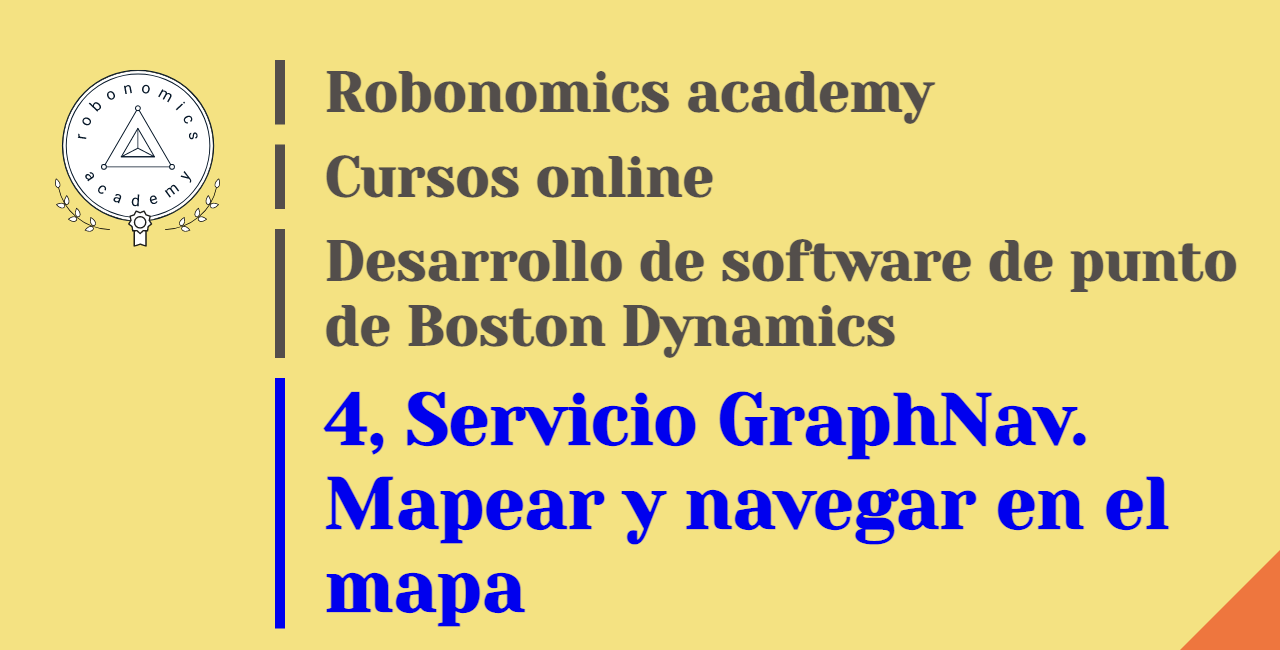 robonomics
academy
Robonomics academy
Cursos online
Desarrollo de software de punto
de Boston Dynamics
4, Servicio GraphNav.
Mapear y navegar en el
mapa